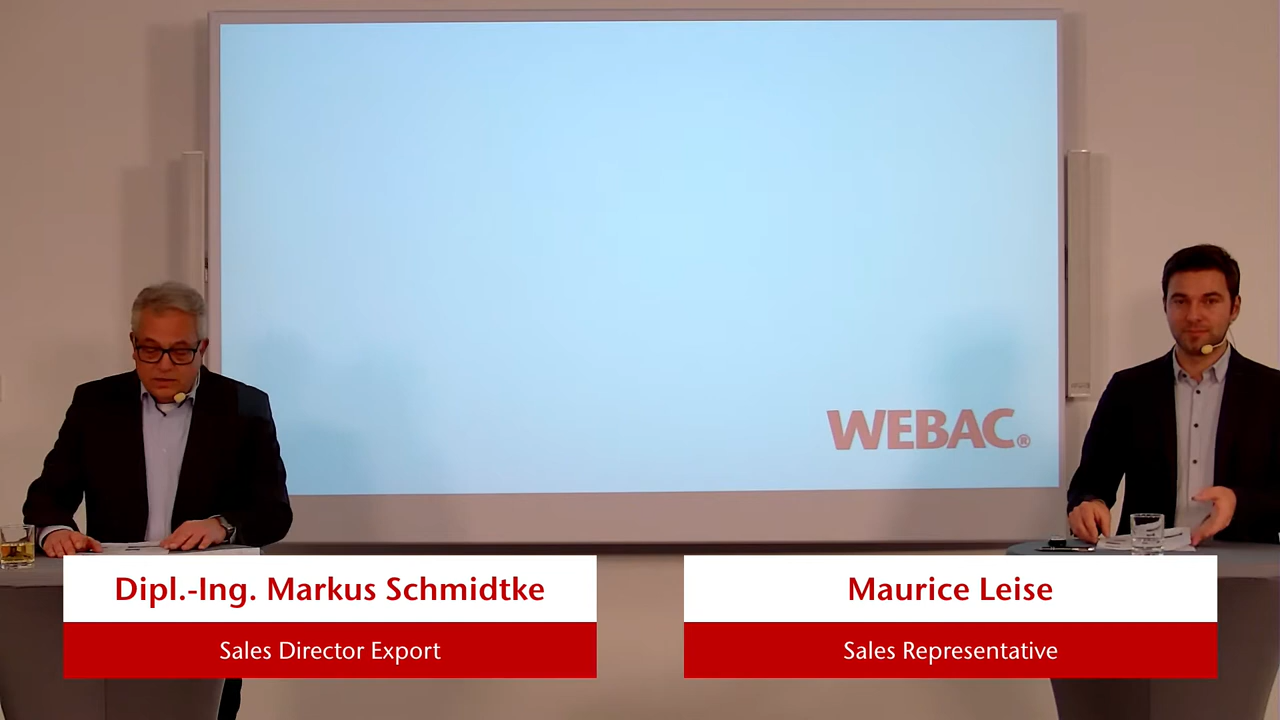 WEBAC®
Dipl.-Ing. Markus Schmidtke
Sales Director Export
Maurice Leise
Sales Representative